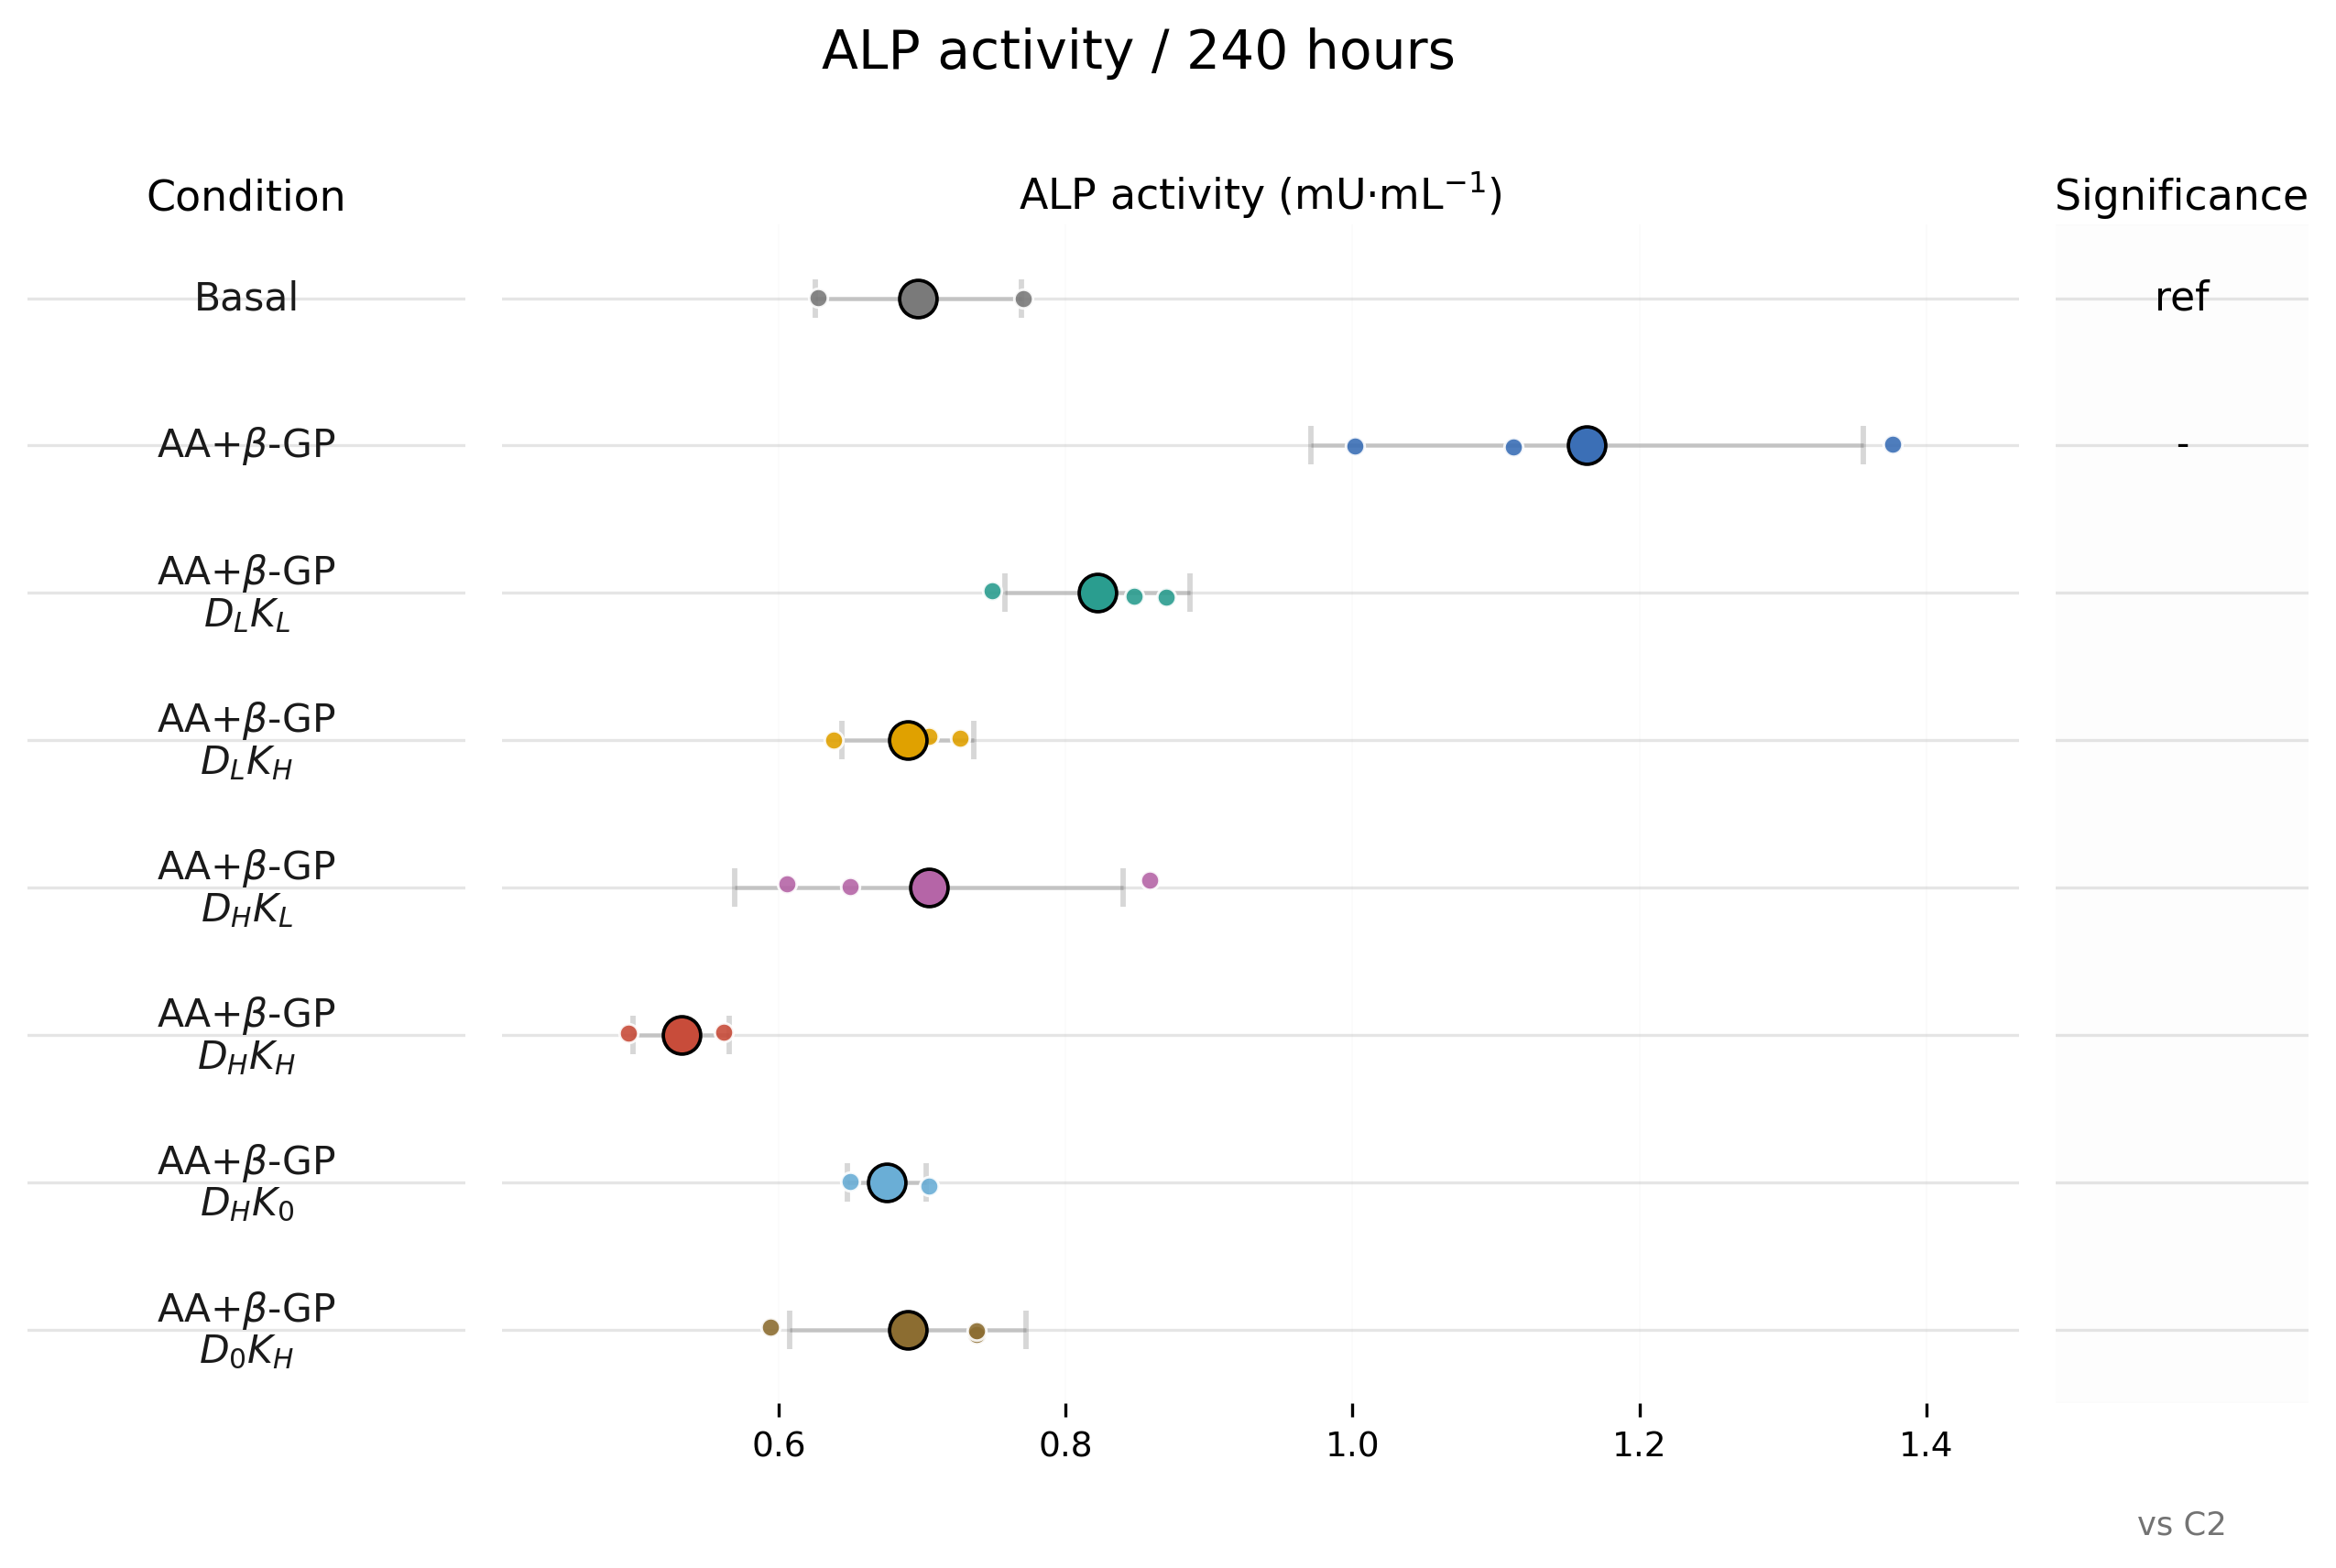 ALP activity / 240 hours
Condition
ALP activity (mU·mL⁻¹)
Significance
Basal
ref
AA+β-GP
-
AA+β-GP
D_LK_L
AA+β-GP
D_LK_H
AA+β-GP
D_HK_L
AA+β-GP
D_HK_H
AA+β-GP
D_HK_0
AA+β-GP
D_0K_H
0.6 0.8 1.0 1.2 1.4
vs C2